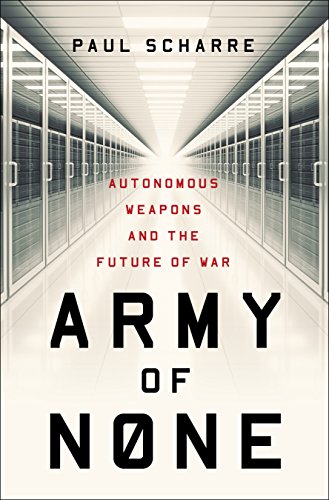 PAUL SCHARRE
AUTONOMOUS
WEAPONS
AND THE
FUTURE OF WAR
ARMY
OF
NØNE